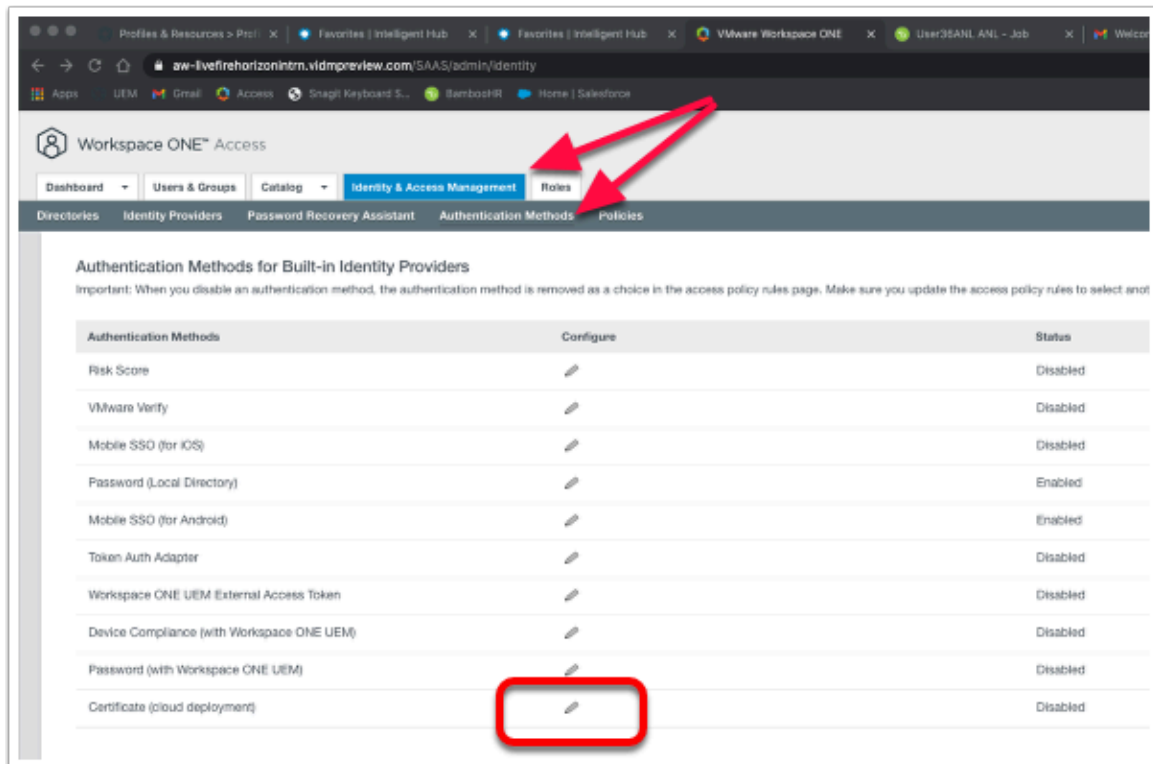 Profiles & Resources > Profi Favorites | Intelligent Hub Favorites | Intelligent Hub VMware Workspace ONE User36ANL ANL - Job Welcor
aw-livefirehorizonintrn.vidmpreview.com/SAAS/admin/identity
Apps UEM Gmail Access Snagit Keyboard S... BambooHR Home | Salesforce
Workspace ONE™ Access
Dashboard Users & Groups Catalog Identity & Access Management Roles
Directories Identity Providers Password Recovery Assistant Authentication Methods Policies
Authentication Methods for Built-in Identity Providers
Important: When you disable an authentication method, the authentication method is removed as a choice in the access policy rules page. Make sure you update the access policy rules to select anot
Authentication Methods Configure Status
Risk Score Disabled
VMware Verify Disabled
Mobile SSO (for iOS) Disabled
Password (Local Directory) Enabled
Mobile SSO (for Android) Enabled
Token Auth Adapter Disabled
Workspace ONE UEM External Access Token Disabled
Device Compliance (with Workspace ONE UEM) Disabled
Password (with Workspace ONE UEM) Disabled
Certificate (cloud deployment) Disabled